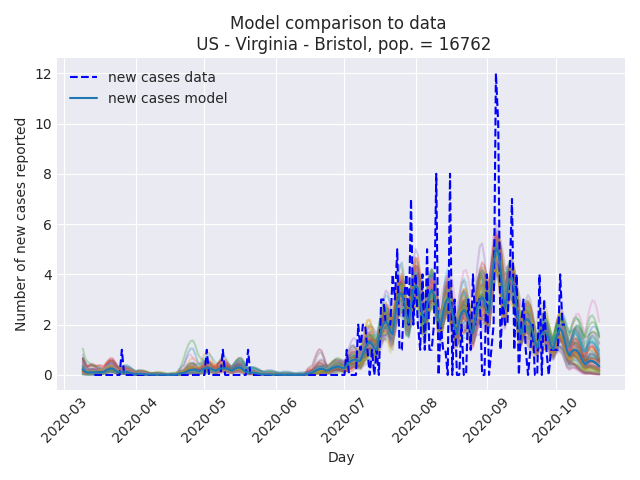 Model comparison to data
US - Virginia - Bristol, pop. = 16762
new cases data
new cases model
Number of new cases reported
12
10
8
6
4
2
0
2020-03
2020-04
2020-05
2020-06
2020-07
2020-08
2020-09
2020-10
Day